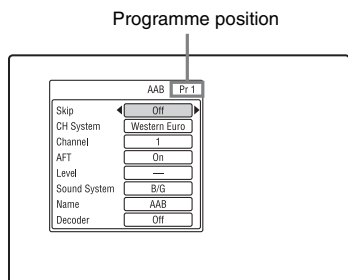 Programme position
AAB Pr 1
Skip Off
CH System Western Euro
Channel 1
AFT On
Level —
Sound System B/G
Name AAB
Decoder Off